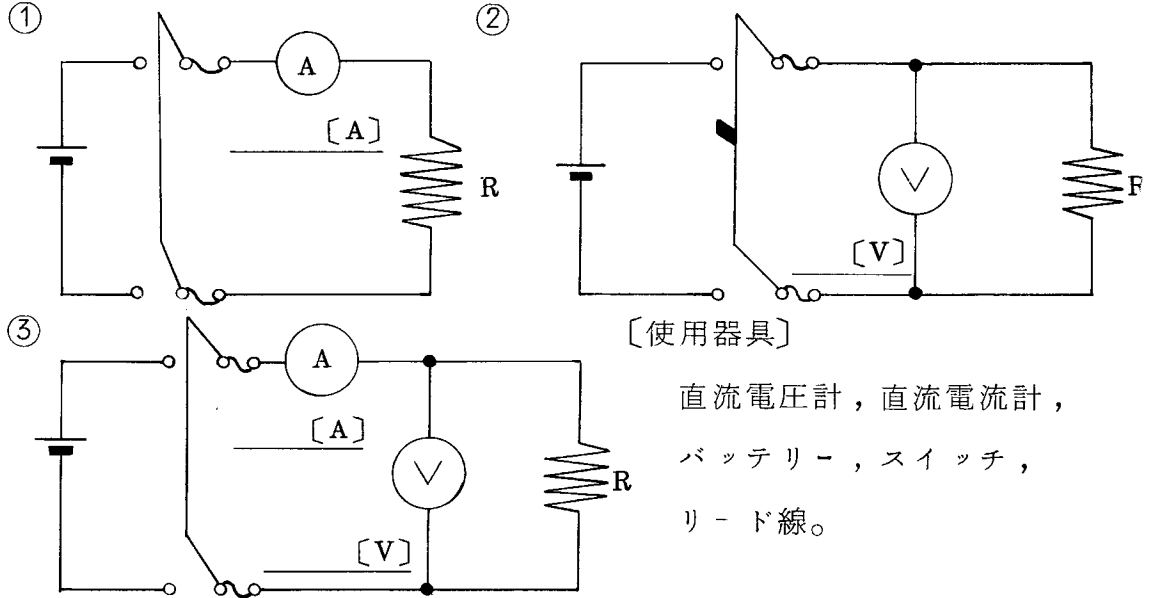 ①
A
〔A〕
R
②
V
〔V〕
F
③
A
〔A〕
V
〔V〕
R
〔使用器具〕
直流電圧計,直流電流計,
バッテリー,スイッチ,
リード線。